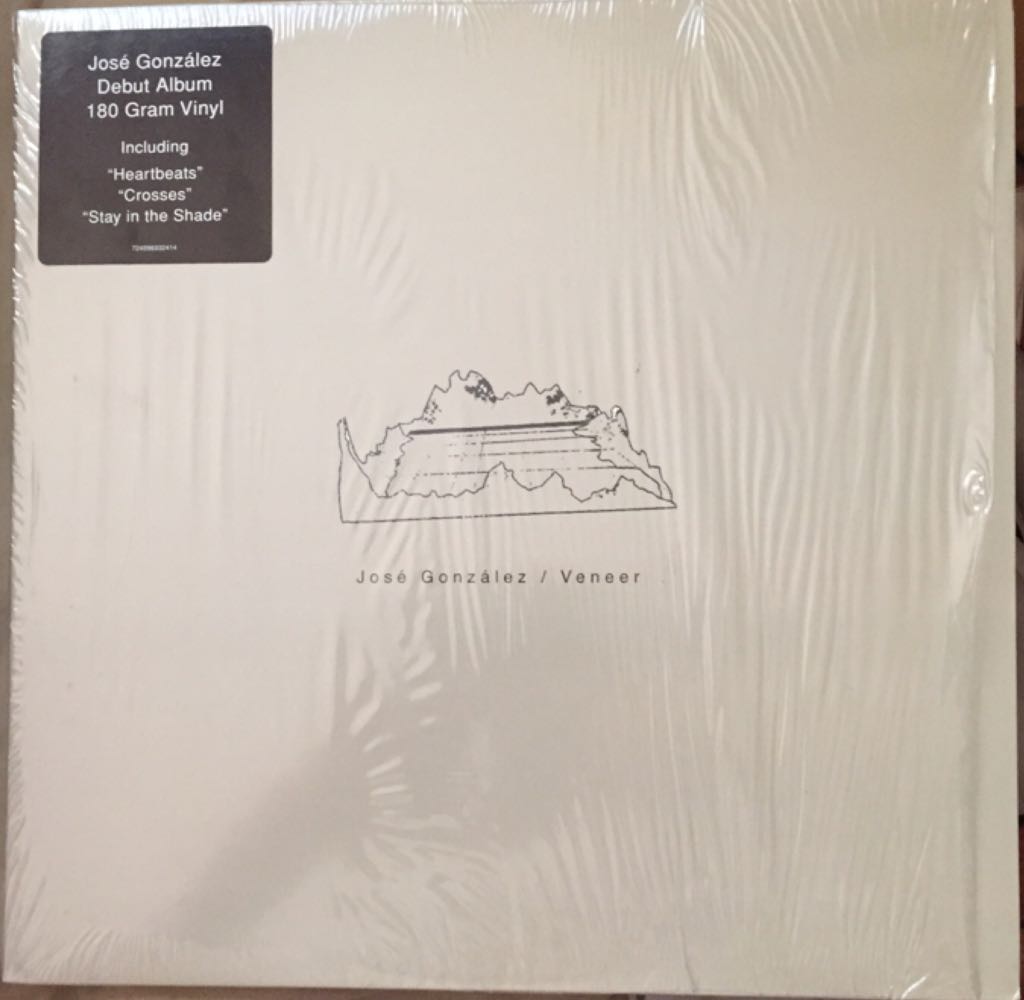 José González
Debut Album
180 Gram Vinyl
Including
“Heartbeats”
“Crosses”
“Stay in the Shade”
José González / Veneer